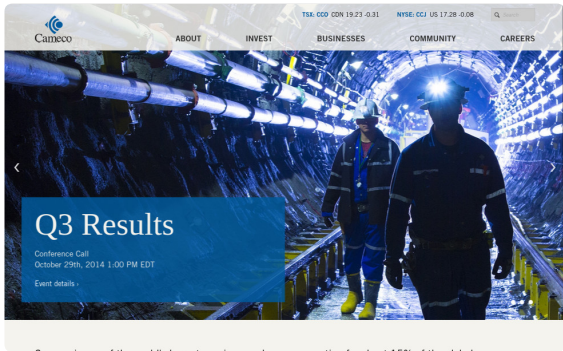 TSX: CCO CDN 19.23 -0.31 NYSE: CCJ US 17.28 -0.08 Search
Cameco
ABOUT INVEST BUSINESSES COMMUNITY CAREERS
Q3 Results
Conference Call
October 29th, 2014 1:00 PM EDT
Event details ›